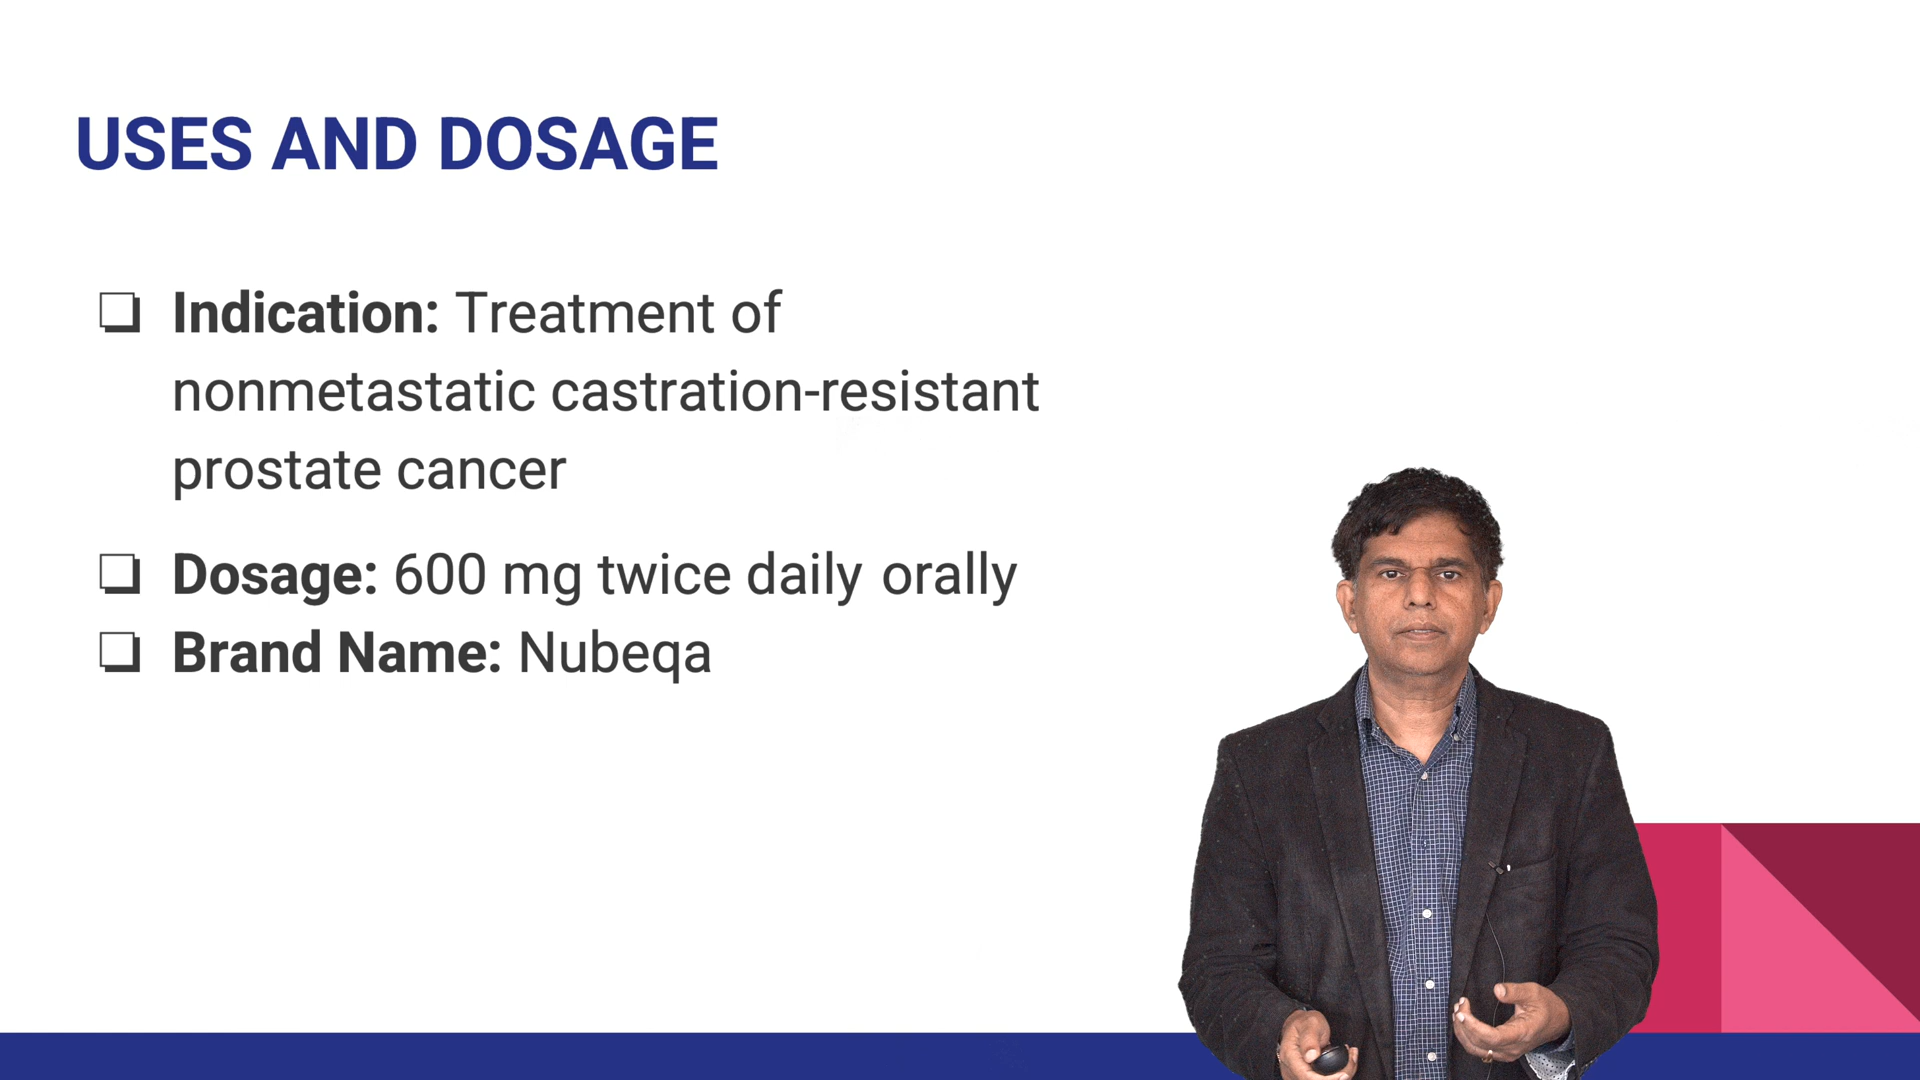 USES AND DOSAGE
❏ Indication: Treatment of
nonmetastatic castration-resistant
prostate cancer
❏ Dosage: 600 mg twice daily orally
❏ Brand Name: Nubeqa